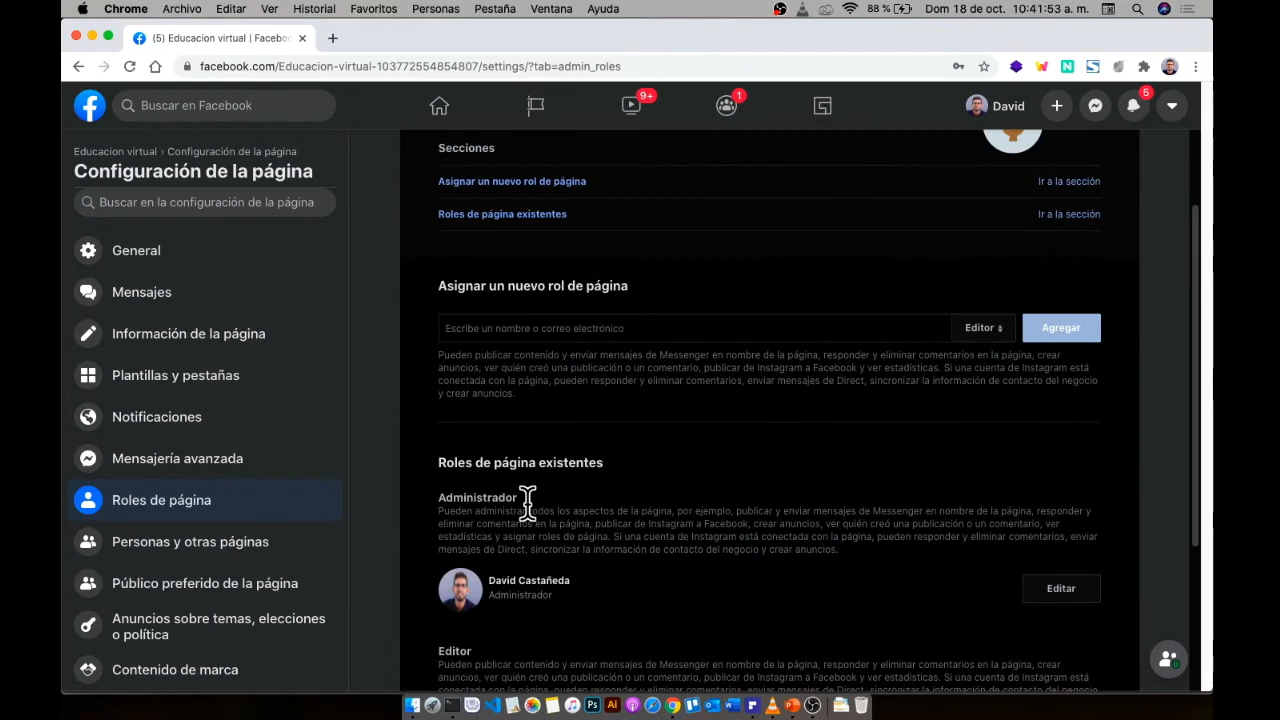 Chrome Archivo Editar Ver Historial Favoritos Personas Pestaña Ventana Ayuda 88 % Dom 18 de oct. 10:41:53 a. m.
(5) Educacion virtual | Facebo
facebook.com/Educacion-virtual-103772554854807/settings/?tab=admin_roles
Buscar en Facebook
9+
1
David
5
Educacion virtual › Configuración de la página
Configuración de la página
Buscar en la configuración de la página
General
Mensajes
Información de la página
Plantillas y pestañas
Notificaciones
Mensajería avanzada
Roles de página
Personas y otras páginas
Público preferido de la página
Anuncios sobre temas, elecciones
o política
Contenido de marca
Secciones
Asignar un nuevo rol de página Ir a la sección
Roles de página existentes Ir a la sección
Asignar un nuevo rol de página
Escribe un nombre o correo electrónico Editor Agregar
Pueden publicar contenido y enviar mensajes de Messenger en nombre de la página, responder y eliminar comentarios en la página, crear
anuncios, ver quién creó una publicación o un comentario, publicar de Instagram a Facebook y ver estadísticas. Si una cuenta de Instagram está
conectada con la página, pueden responder y eliminar comentarios, enviar mensajes de Direct, sincronizar la información de contacto del negocio
y crear anuncios.
Roles de página existentes
Administrador
Pueden administrar todos los aspectos de la página, por ejemplo, publicar y enviar mensajes de Messenger en nombre de la página, responder y
eliminar comentarios en la página, publicar de Instagram a Facebook, crear anuncios, ver quién creó una publicación o un comentario, ver
estadísticas y asignar roles de página. Si una cuenta de Instagram está conectada con la página, pueden responder y eliminar comentarios, enviar
mensajes de Direct, sincronizar la información de contacto del negocio y crear anuncios.
David Castañeda
Administrador
Editar
Editor
Pueden publicar contenido y enviar mensajes de Messenger en nombre de la página, responder y eliminar comentarios en la página, crear
anuncios, ver quién creó una publicación o un comentario, publicar de Instagram a Facebook y ver estadísticas. Si una cuenta de Instagram está